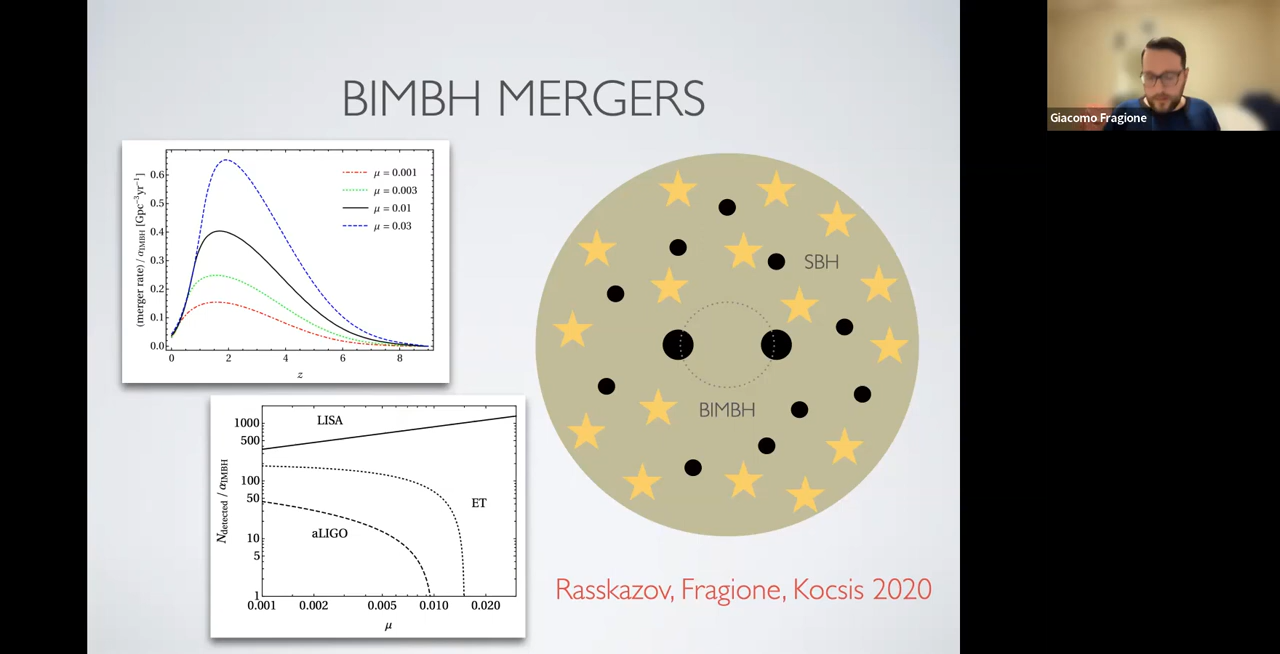 BIMBH MERGERS
Giacomo Fragione
(merger rate) / αIMBH [Gpc⁻³yr⁻¹]
0.6
0.5
0.4
0.3
0.2
0.1
0.0
μ = 0.001
μ = 0.003
μ = 0.01
μ = 0.03
0 2 4 6 8
z
SBH
BIMBH
Ndetected / αIMBH
1000
500
100
50
10
5
1
LISA
ET
aLIGO
0.001 0.002 0.005 0.010 0.020
μ
Rasskazov, Fragione, Kocsis 2020